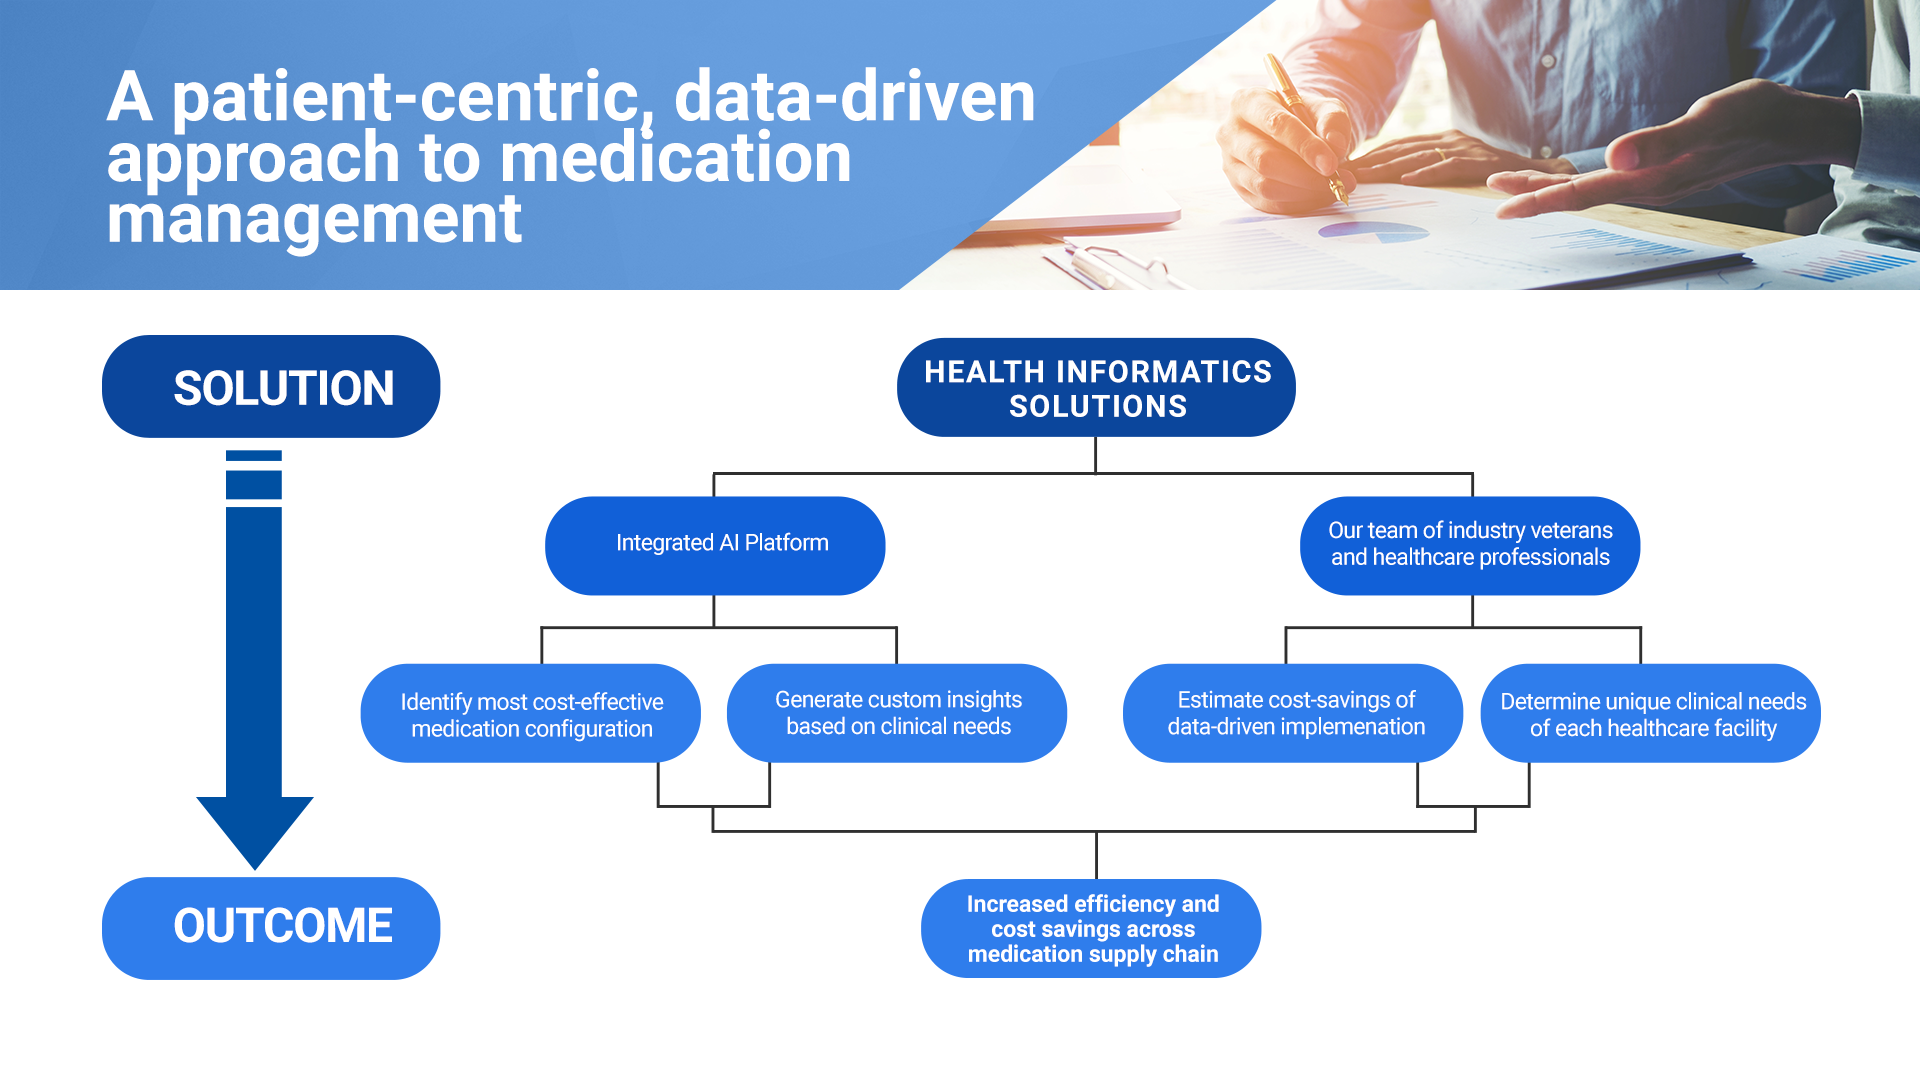 A patient-centric, data-driven
approach to medication
management
SOLUTION
HEALTH INFORMATICS
SOLUTIONS
Integrated AI Platform
Our team of industry veterans
and healthcare professionals
Identify most cost-effective
medication configuration
Generate custom insights
based on clinical needs
Estimate cost-savings of
data-driven implemenation
Determine unique clinical needs
of each healthcare facility
OUTCOME
Increased efficiency and
cost savings across
medication supply chain